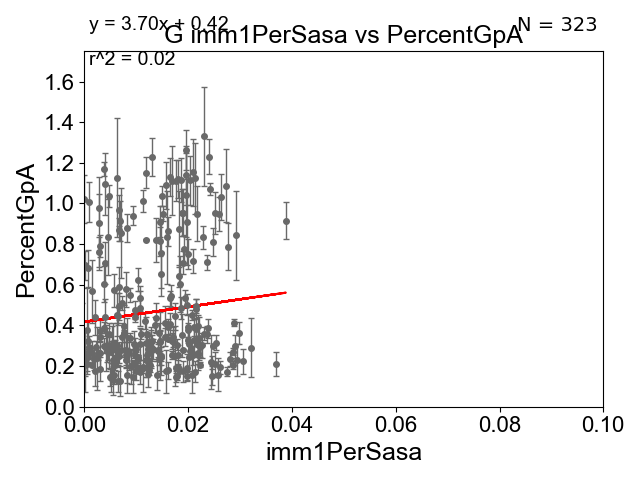 y = 3.70x + 0.42
N = 323
G imm1PerSasa vs PercentGpA
r^2 = 0.02
PercentGpA
1.6
1.4
1.2
1.0
0.8
0.6
0.4
0.2
0.0
0.00 0.02 0.04 0.06 0.08 0.10
imm1PerSasa